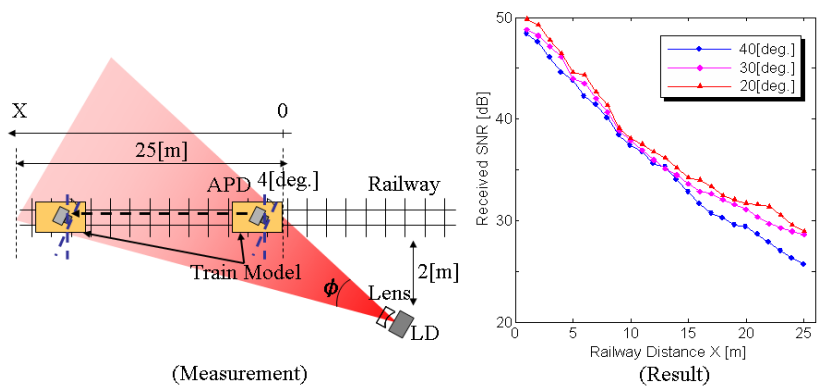 X
0
25[m]
APD
4[deg.]
Railway
Train Model
2[m]
ϕ
Lens
LD
(Measurement)
50
40
30
20
Received SNR [dB]
40[deg.]
30[deg.]
20[deg.]
0 5 10 15 20 25
Railway Distance X [m]
(Result)